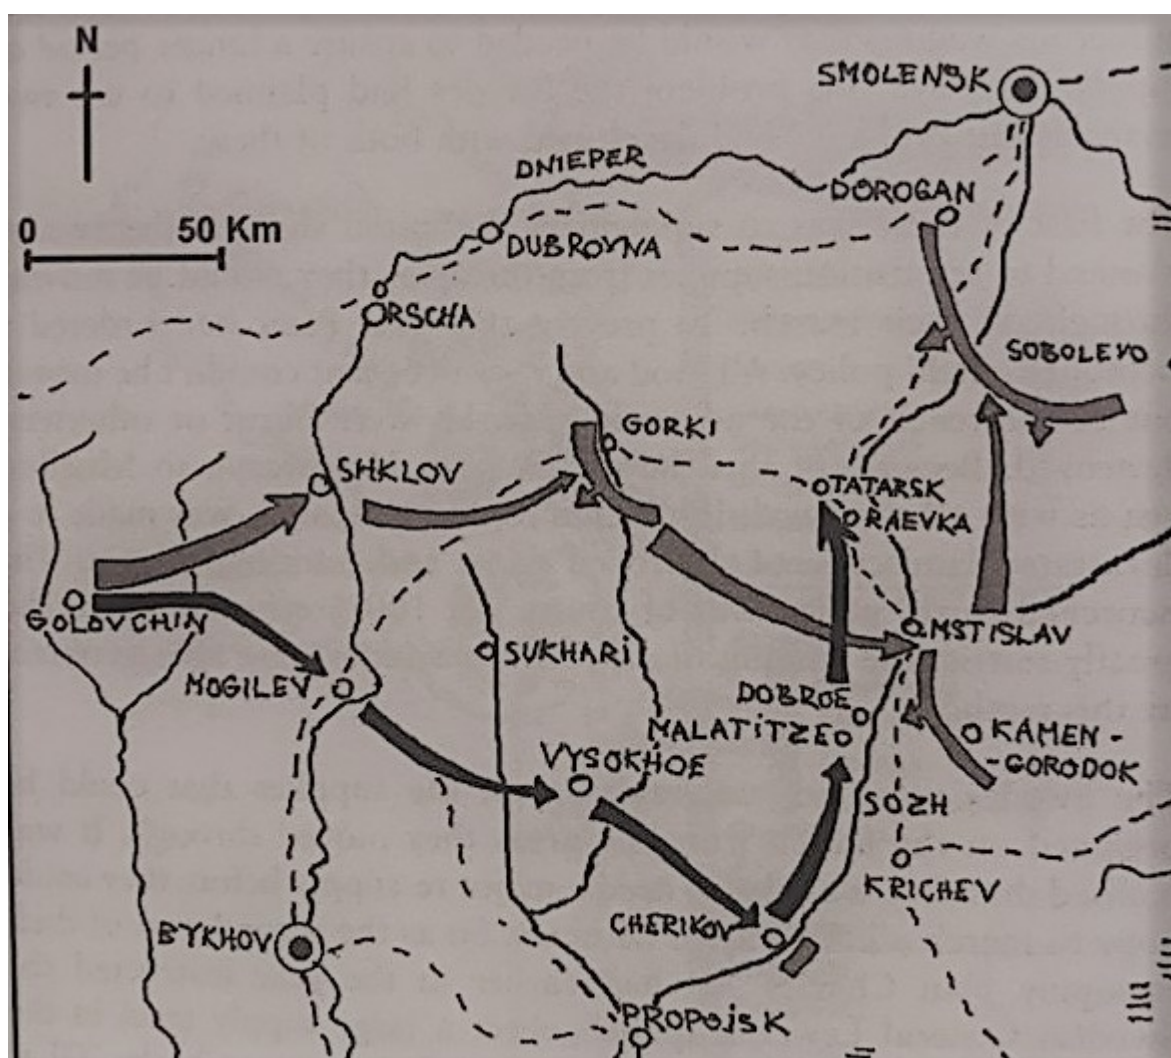 N
SMOLENSK
DNIEPER
DOROGAN
0 50 Km
DUBROVNA
ORSCHA
SOBOLEVO
GORKI
SHKLOV
TATARSK
RAEVKA
GOLOVCHIN
MSTISLAV
SUKHARI
MOGILEV
DOBROE
MALATITZE
KAMEN-
-GORODOK
VYSOKHOE
SOZH
KRICHEV
CHERIKOV
BYKHOV
PROPOJSK